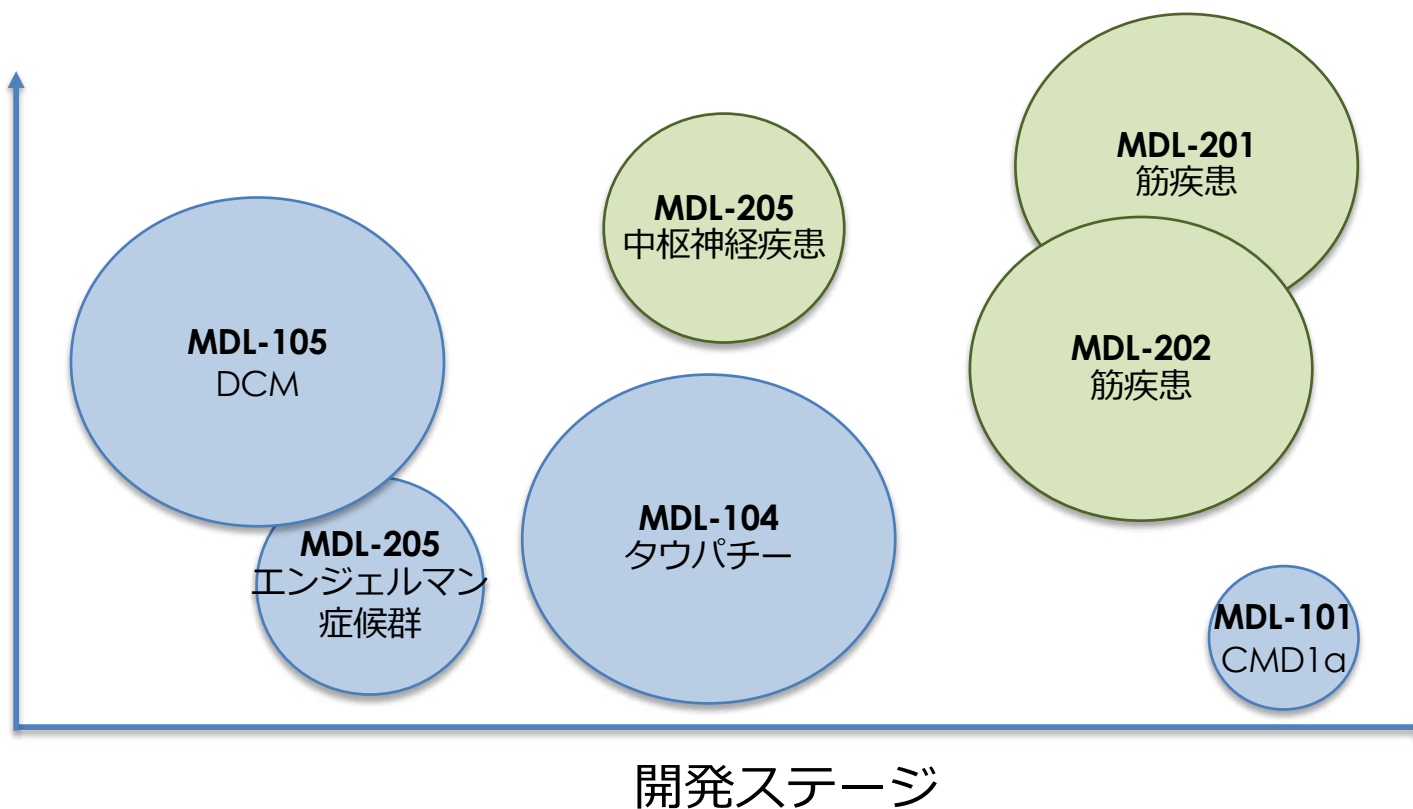 MDL-201
筋疾患
MDL-205
中枢神経疾患
MDL-105
DCM
MDL-202
筋疾患
MDL-104
タウパチー
MDL-205
エンジェルマン
症候群
MDL-101
CMD1a
開発ステージ